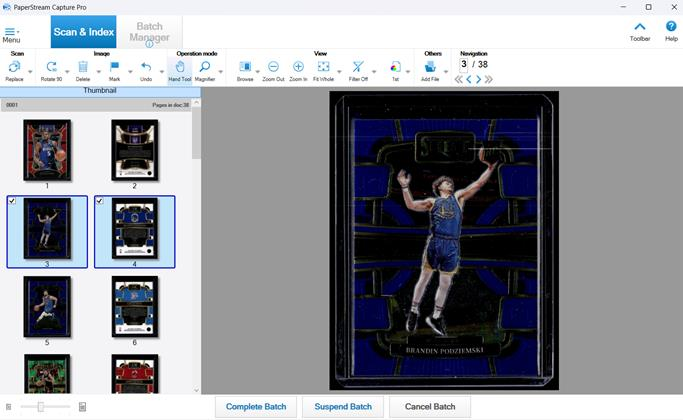 PaperStream Capture Pro
Menu
Scan & Index
Batch Manager
Toolbar
Help
Scan
Image
Operation mode
View
Others
Navigation
Replace
Rotate 90
Delete
Mark
Undo
Hand Tool
Magnifier
Browse
Zoom Out
Zoom In
Fit Whole
Filter Off
1st
Add File
3 / 38
Thumbnail
0001
Pages in doc:38
1
2
3
4
5
6
BRANDIN PODZIEMSKI
Complete Batch
Suspend Batch
Cancel Batch